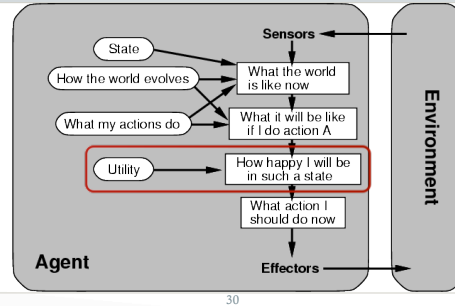 Sensors
State
What the world
is like now
How the world evolves
What my actions do
What it will be like
if I do action A
Utility
How happy I will be
in such a state
What action I
should do now
Agent
Effectors
Environment
30